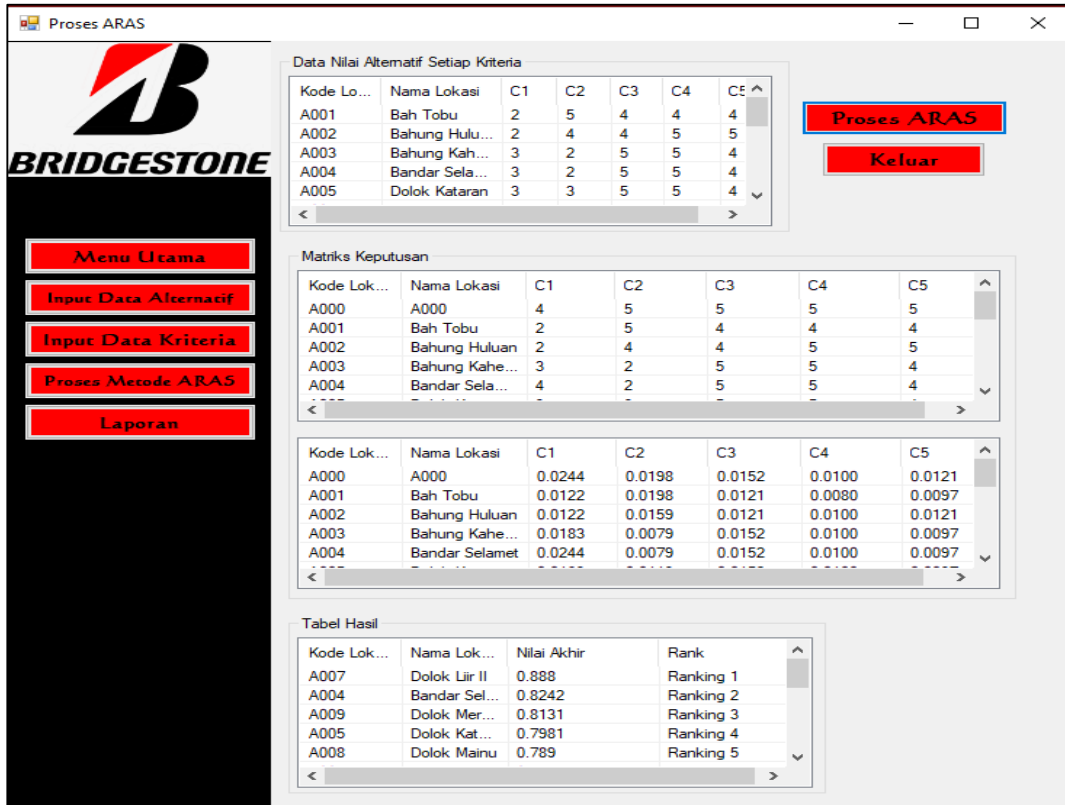 Proses ARAS
BRIDGESTONE
Menu Utama
Input Data Alternatif
Input Data Kriteria
Proses Metode ARAS
Laporan
Data Nilai Alternatif Setiap Kriteria
Kode Lo... Nama Lokasi C1 C2 C3 C4 C5
A001 Bah Tobu 2 5 4 4 4
A002 Bahung Hulu... 2 4 4 5 5
A003 Bahung Kah... 3 2 5 5 4
A004 Bandar Sela... 3 2 5 5 4
A005 Dolok Kataran 3 3 5 5 4
Proses ARAS
Keluar
Matriks Keputusan
Kode Lok... Nama Lokasi C1 C2 C3 C4 C5
A000 A000 4 5 5 5 5
A001 Bah Tobu 2 5 4 4 4
A002 Bahung Huluan 2 4 4 5 5
A003 Bahung Kahe... 3 2 5 5 4
A004 Bandar Sela... 4 2 5 5 4
Kode Lok... Nama Lokasi C1 C2 C3 C4 C5
A000 A000 0.0244 0.0198 0.0152 0.0100 0.0121
A001 Bah Tobu 0.0122 0.0198 0.0121 0.0080 0.0097
A002 Bahung Huluan 0.0122 0.0159 0.0121 0.0100 0.0121
A003 Bahung Kahe... 0.0183 0.0079 0.0152 0.0100 0.0097
A004 Bandar Selamet 0.0244 0.0079 0.0152 0.0100 0.0097
Tabel Hasil
Kode Lok... Nama Lok... Nilai Akhir Rank
A007 Dolok Liir II 0.888 Ranking 1
A004 Bandar Sel... 0.8242 Ranking 2
A009 Dolok Mer... 0.8131 Ranking 3
A005 Dolok Kat... 0.7981 Ranking 4
A008 Dolok Mainu 0.789 Ranking 5